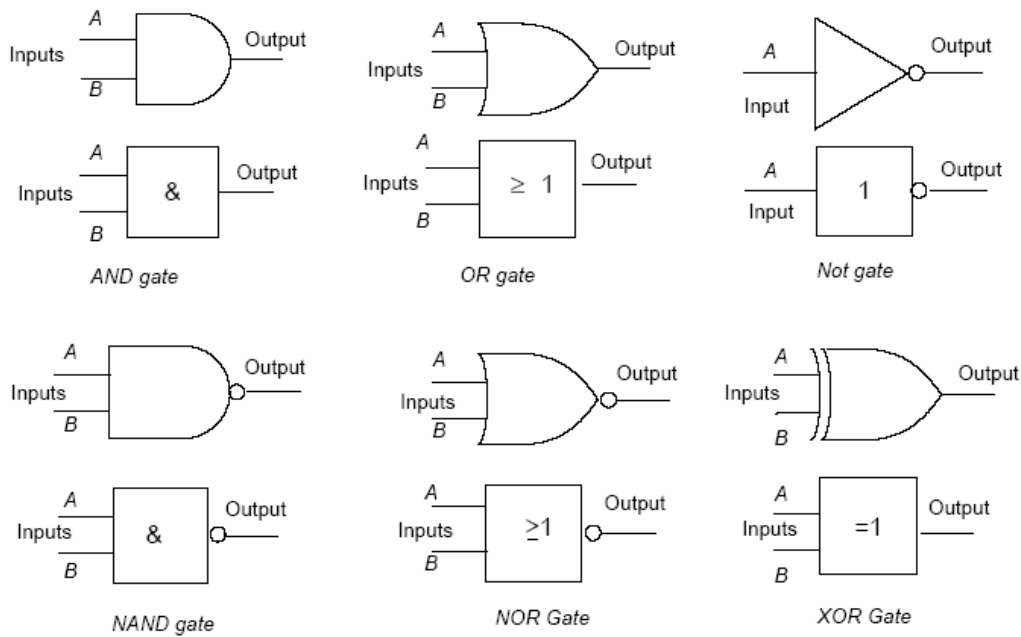 A
Inputs
B
Output
A
Inputs
B
Output
A
Input
Output
A
Inputs
B
&
Output
A
Inputs
B
≥ 1
Output
A
Input
1
Output
AND gate
OR gate
Not gate
A
Inputs
B
Output
A
Inputs
B
Output
A
Inputs
B
Output
A
Inputs
B
&
Output
A
Inputs
B
≥1
Output
A
Inputs
B
=1
Output
NAND gate
NOR Gate
XOR Gate